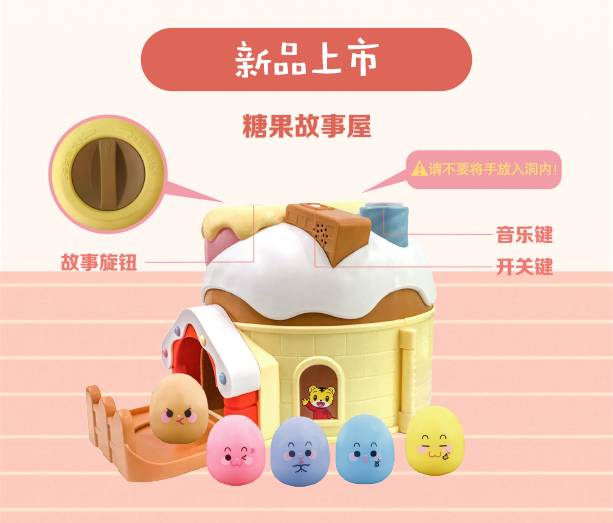 新品上市
糖果故事屋
请不要将手放入洞内!
音乐键
故事旋钮
开关键